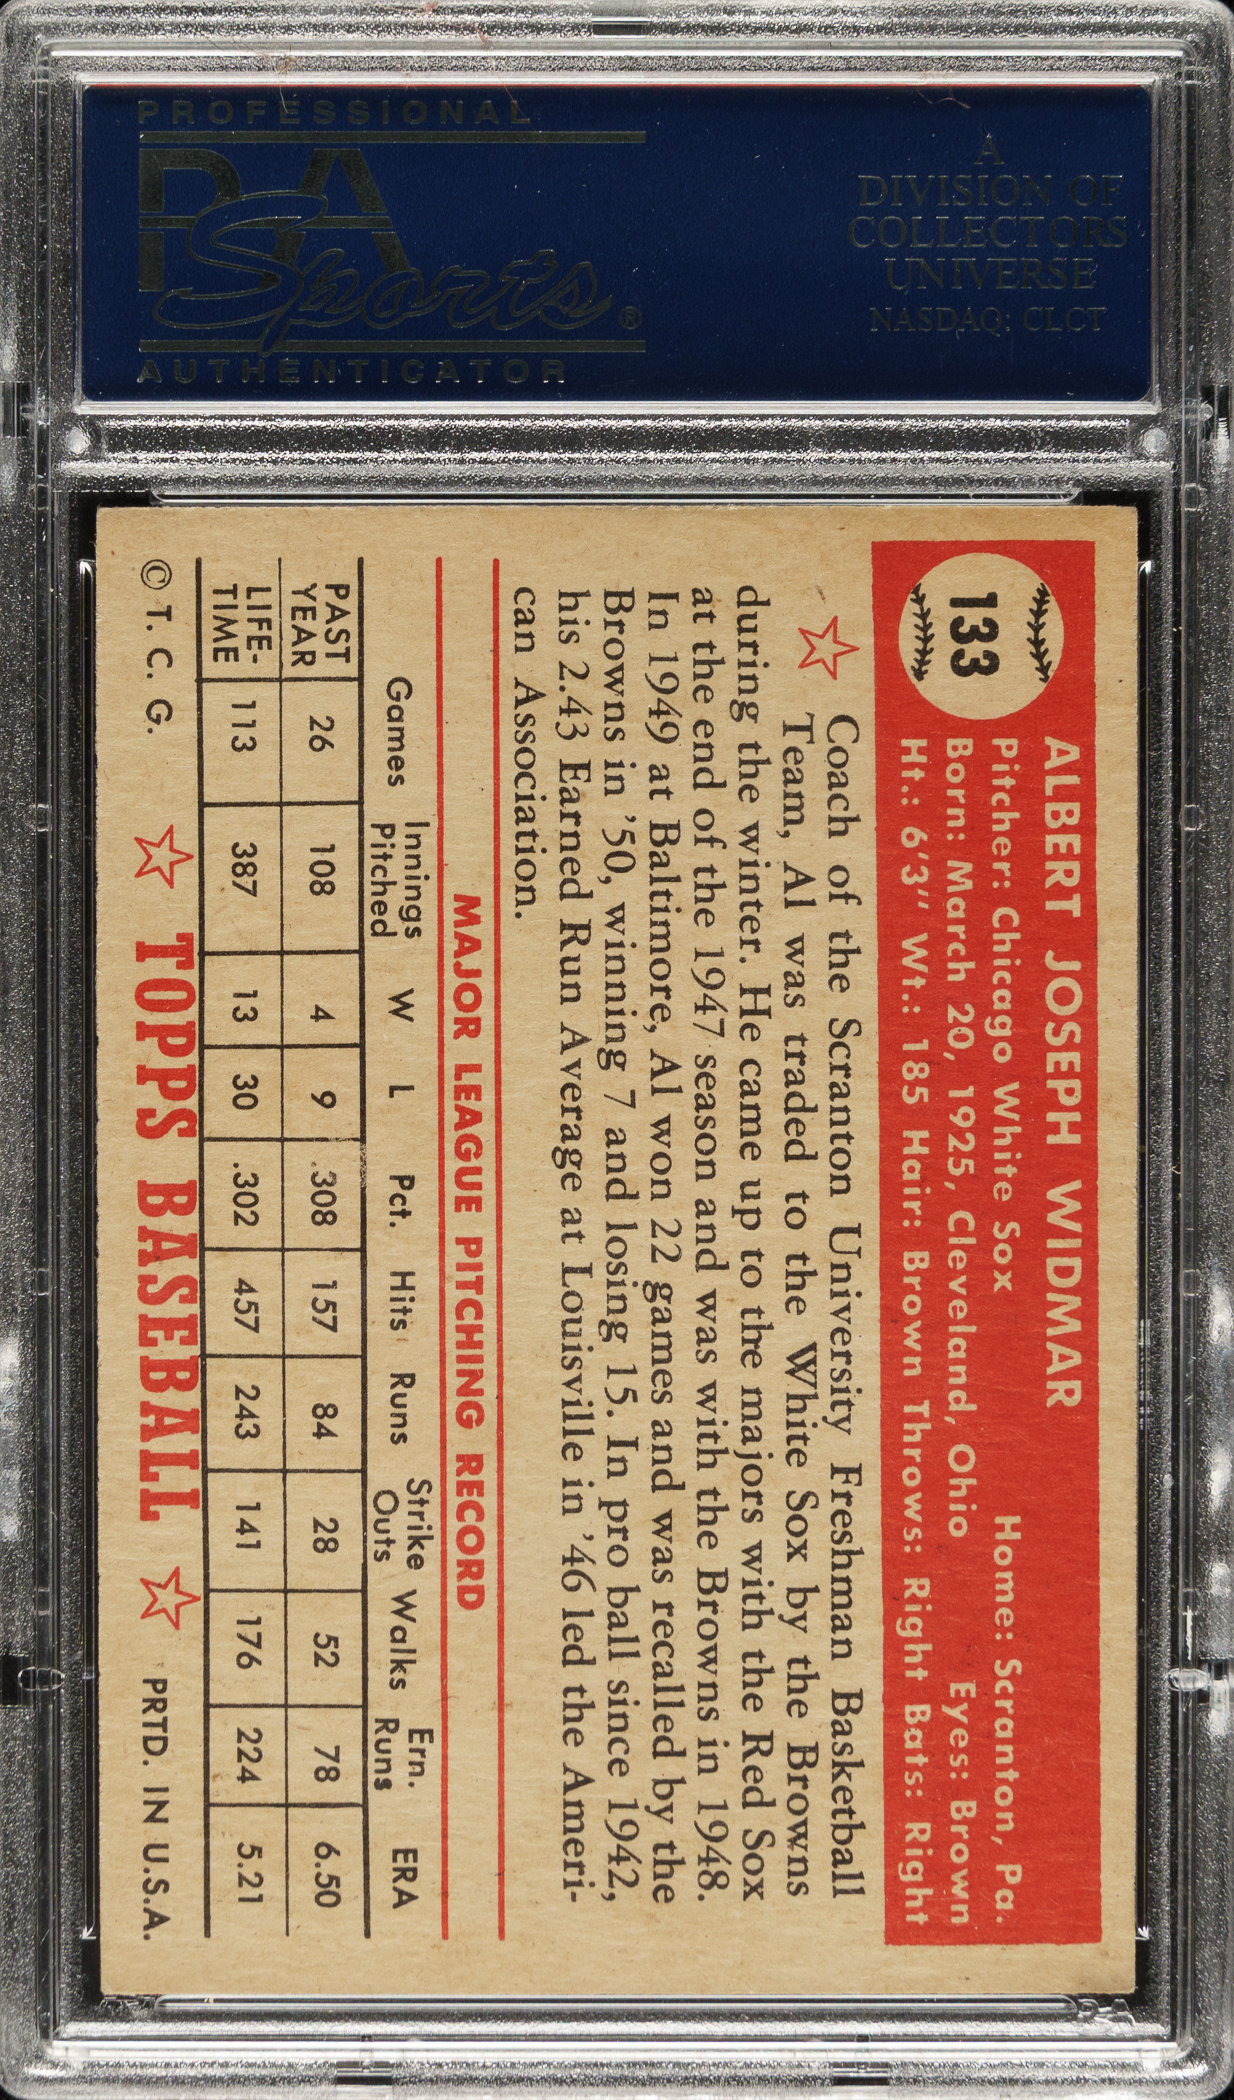 PROFESSIONAL
PSA
Sports®
AUTHENTICATOR
A
DIVISION OF
COLLECTORS
UNIVERSE
NASDAQ: CLCT
133
ALBERT JOSEPH WIDMAR
Pitcher: Chicago White Sox Home: Scranton, Pa.
Born: March 20, 1925, Cleveland, Ohio Eyes: Brown
Ht.: 6'3" Wt.: 185 Hair: Brown Throws: Right Bats: Right
Coach of the Scranton University Freshman Basketball
Team, Al was traded to the White Sox by the Browns
during the winter. He came up to the majors with the Red Sox
at the end of the 1947 season and was with the Browns in 1948.
In 1949 at Baltimore, Al won 22 games and was recalled by the
Browns in '50, winning 7 and losing 15. In pro ball since 1942,
his 2.43 Earned Run Average at Louisville in '46 led the Ameri-
can Association.
MAJOR LEAGUE PITCHING RECORD
Games Innings Pitched W L Pct. Hits Runs Strike Outs Walks Ern. Runs ERA
PAST YEAR 26 108 4 9 .308 157 84 28 52 78 6.50
LIFE-TIME 113 387 13 30 .302 457 243 141 176 224 5.21
© T. C. G. TOPPS BASEBALL PRTD. IN U.S.A.